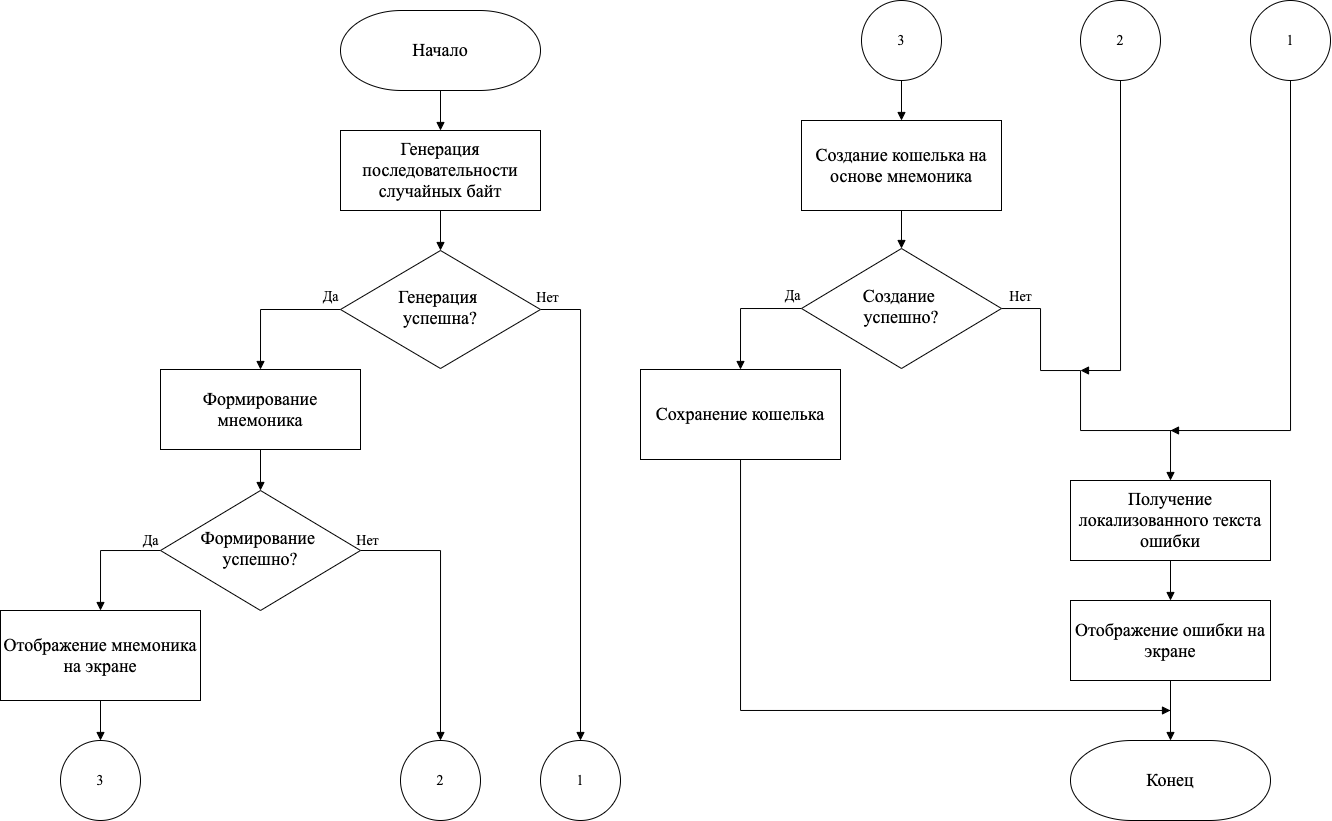 Начало
Генерация
последовательности
случайных байт
Да
Генерация
успешна?
Нет
Формирование
мнемоника
Да
Формирование
успешно?
Нет
Отображение мнемоника
на экране
3
2
1
3
2
1
Создание кошелька на
основе мнемоника
Да
Создание
успешно?
Нет
Сохранение кошелька
Получение
локализованного текста
ошибки
Отображение ошибки на
экране
Конец